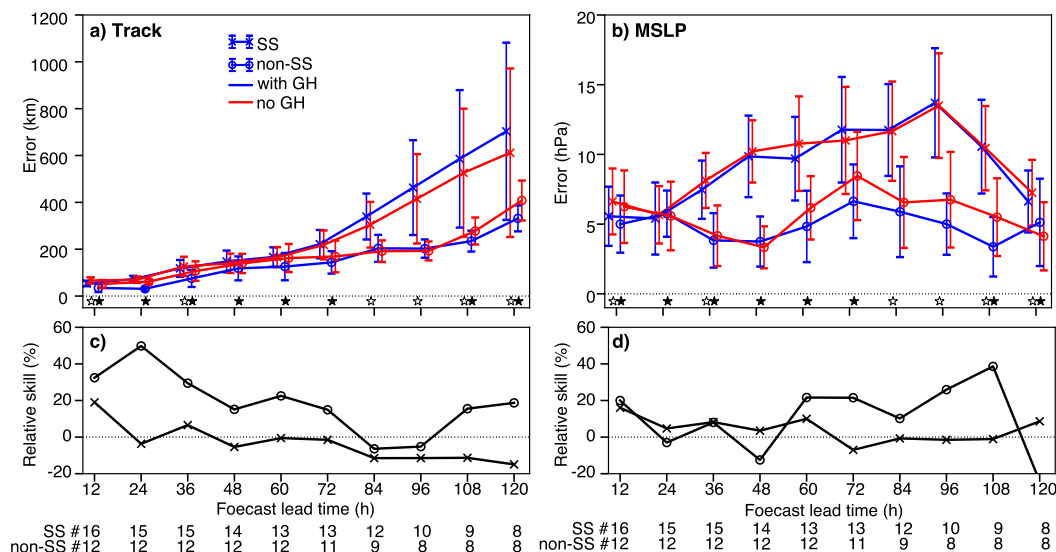 a) Track
SS
non-SS
with GH
no GH
Error (km)
1200
1000
800
600
400
200
0
b) MSLP
Error (hPa)
20
15
10
5
0
c)
Relative skill (%)
60
40
20
0
-20
12 24 36 48 60 72 84 96 108 120
Foecast lead time (h)
SS #16 15 15 14 13 13 12 10 9 8
non-SS #12 12 12 12 12 11 9 8 8 8
d)
Relative skill (%)
60
40
20
0
-20
12 24 36 48 60 72 84 96 108 120
Foecast lead time (h)
SS #16 15 15 14 13 13 12 10 9 8
non-SS #12 12 12 12 12 11 9 8 8 8